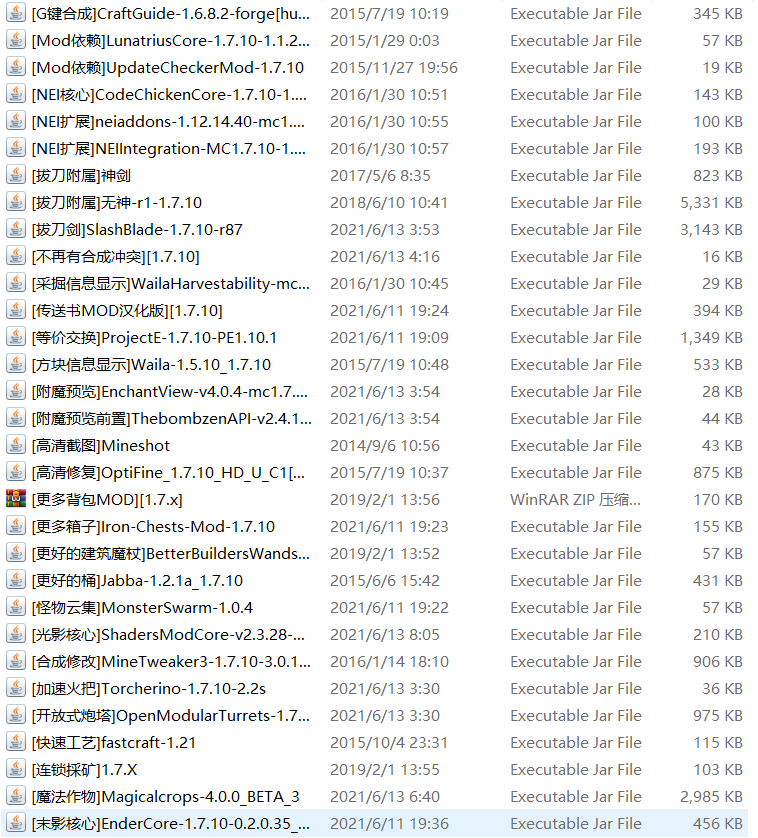 [G键合成]CraftGuide-1.6.8.2-forge[hu... 2015/7/19 10:19 Executable Jar File 345 KB
[Mod依赖]LunatriusCore-1.7.10-1.1.2... 2015/1/29 0:03 Executable Jar File 57 KB
[Mod依赖]UpdateCheckerMod-1.7.10 2015/11/27 19:56 Executable Jar File 19 KB
[NEI核心]CodeChickenCore-1.7.10-1.... 2016/1/30 10:51 Executable Jar File 143 KB
[NEI扩展]neiaddons-1.12.14.40-mc1.... 2016/1/30 10:55 Executable Jar File 100 KB
[NEI扩展]NEIIntegration-MC1.7.10-1.... 2016/1/30 10:57 Executable Jar File 193 KB
[拔刀附属]神剑 2017/5/6 8:35 Executable Jar File 823 KB
[拔刀附属]无神-r1-1.7.10 2018/6/10 10:41 Executable Jar File 5,331 KB
[拔刀剑]SlashBlade-1.7.10-r87 2021/6/13 3:53 Executable Jar File 3,143 KB
[不再有合成冲突][1.7.10] 2021/6/13 4:16 Executable Jar File 16 KB
[采掘信息显示]WailaHarvestability-mc... 2016/1/30 10:45 Executable Jar File 29 KB
[传送书MOD汉化版][1.7.10] 2021/6/11 19:24 Executable Jar File 394 KB
[等价交换]ProjectE-1.7.10-PE1.10.1 2021/6/11 19:09 Executable Jar File 1,349 KB
[方块信息显示]Waila-1.5.10_1.7.10 2015/7/19 10:48 Executable Jar File 533 KB
[附魔预览]EnchantView-v4.0.4-mc1.7.... 2021/6/13 3:54 Executable Jar File 28 KB
[附魔预览前置]ThebombzenAPI-v2.4.1... 2021/6/13 3:54 Executable Jar File 44 KB
[高清截图]Mineshot 2014/9/6 10:56 Executable Jar File 43 KB
[高清修复]OptiFine_1.7.10_HD_U_C1[... 2015/7/19 10:37 Executable Jar File 875 KB
[更多背包MOD][1.7.x] 2019/2/1 13:56 WinRAR ZIP 压缩... 170 KB
[更多箱子]Iron-Chests-Mod-1.7.10 2021/6/11 19:23 Executable Jar File 155 KB
[更好的建筑魔杖]BetterBuildersWands... 2019/2/1 13:52 Executable Jar File 57 KB
[更好的桶]Jabba-1.2.1a_1.7.10 2015/6/6 15:42 Executable Jar File 431 KB
[怪物云集]MonsterSwarm-1.0.4 2021/6/11 19:22 Executable Jar File 57 KB
[光影核心]ShadersModCore-v2.3.28-... 2021/6/13 8:05 Executable Jar File 210 KB
[合成修改]MineTweaker3-1.7.10-3.0.1... 2016/1/14 18:10 Executable Jar File 906 KB
[加速火把]Torcherino-1.7.10-2.2s 2021/6/13 3:30 Executable Jar File 36 KB
[开放式炮塔]OpenModularTurrets-1.7... 2021/6/13 3:30 Executable Jar File 975 KB
[快速工艺]fastcraft-1.21 2015/10/4 23:31 Executable Jar File 115 KB
[连锁採矿]1.7.X 2019/2/1 13:55 Executable Jar File 103 KB
[魔法作物]Magicalcrops-4.0.0_BETA_3 2021/6/13 6:40 Executable Jar File 2,985 KB
[末影核心]EnderCore-1.7.10-0.2.0.35_... 2021/6/11 19:36 Executable Jar File 456 KB